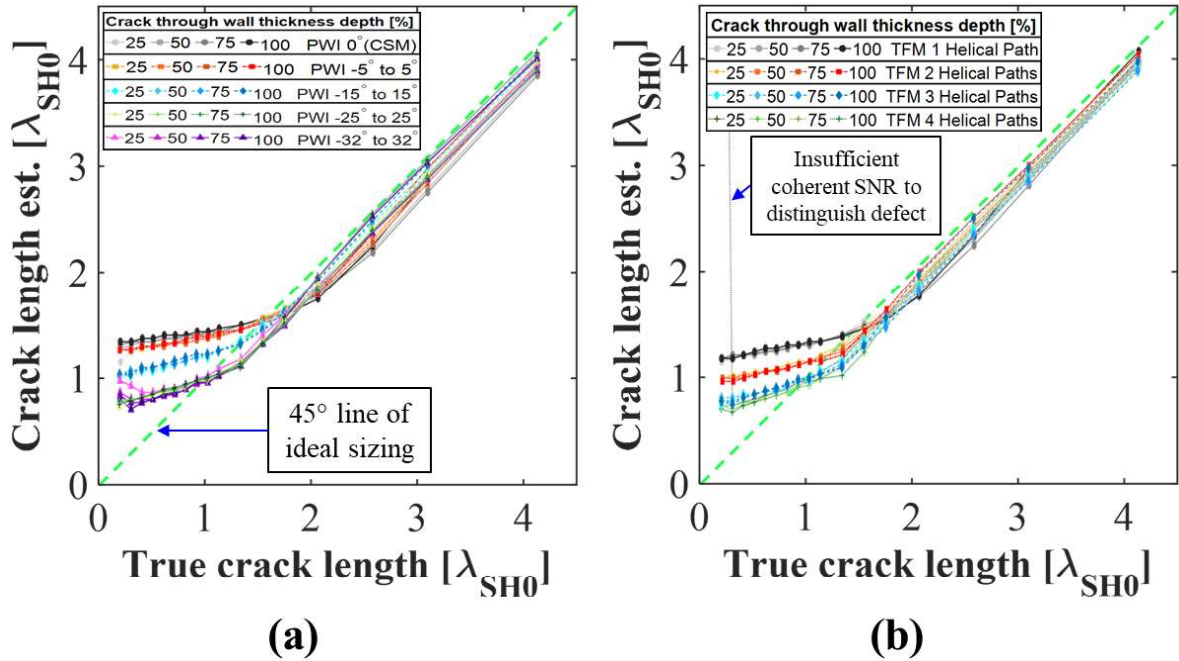 Crack through wall thickness depth [%]
25 50 75 100 PWI 0° (CSM)
25 50 75 100 PWI -5° to 5°
25 50 75 100 PWI -15° to 15°
25 50 75 100 PWI -25° to 25°
25 50 75 100 PWI -32° to 32°
Crack length est. [λSH0]
4
3
2
1
0
45° line of
ideal sizing
0 1 2 3 4
True crack length [λSH0]
(a)
Crack through wall thickness depth [%]
25 50 75 100 TFM 1 Helical Path
25 50 75 100 TFM 2 Helical Paths
25 50 75 100 TFM 3 Helical Paths
25 50 75 100 TFM 4 Helical Paths
Insufficient
coherent SNR to
distinguish defect
Crack length est. [λSH0]
4
3
2
1
0
0 1 2 3 4
True crack length [λSH0]
(b)